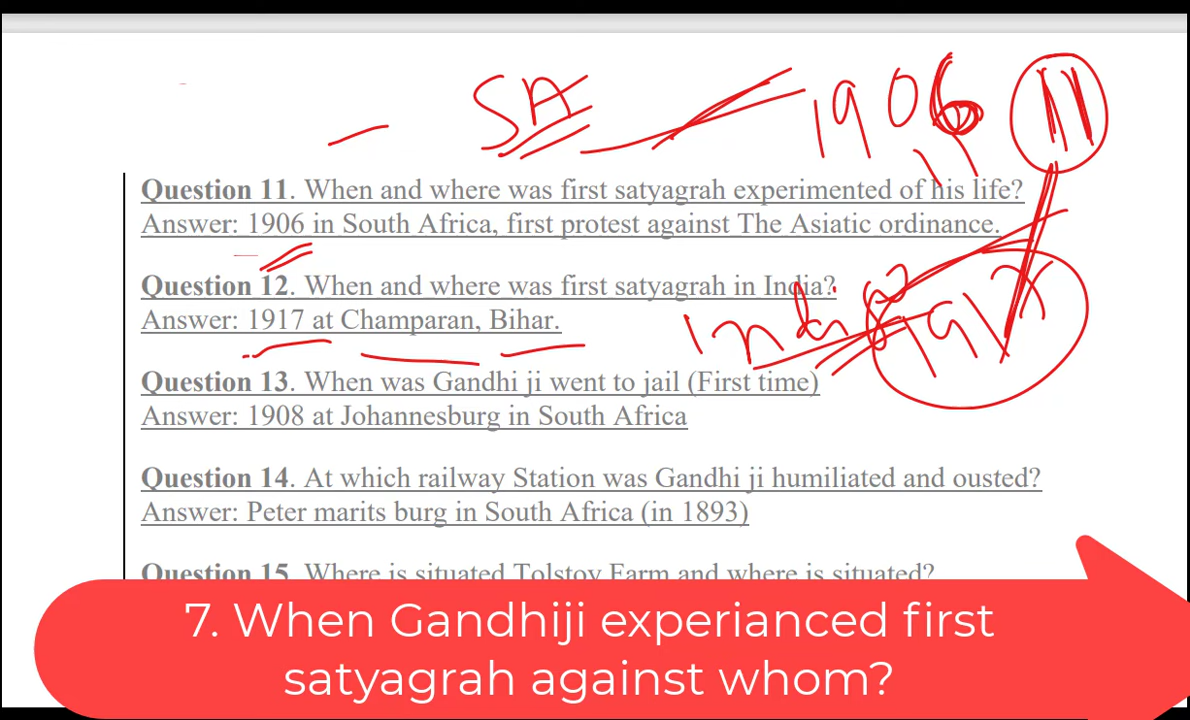 SA 1906 11
11
Question 11. When and where was first satyagrah experimented of his life?
Answer: 1906 in South Africa, first protest against The Asiatic ordinance.
Question 12. When and where was first satyagrah in India?
Answer: 1917 at Champaran, Bihar.
India 1917
Question 13. When was Gandhi ji went to jail (First time)
Answer: 1908 at Johannesburg in South Africa
Question 14. At which railway Station was Gandhi ji humiliated and ousted?
Answer: Peter marits burg in South Africa (in 1893)
Question 15. Where is situated Tolstoy Farm and where is situated?
7. When Gandhiji experianced first
satyagrah against whom?